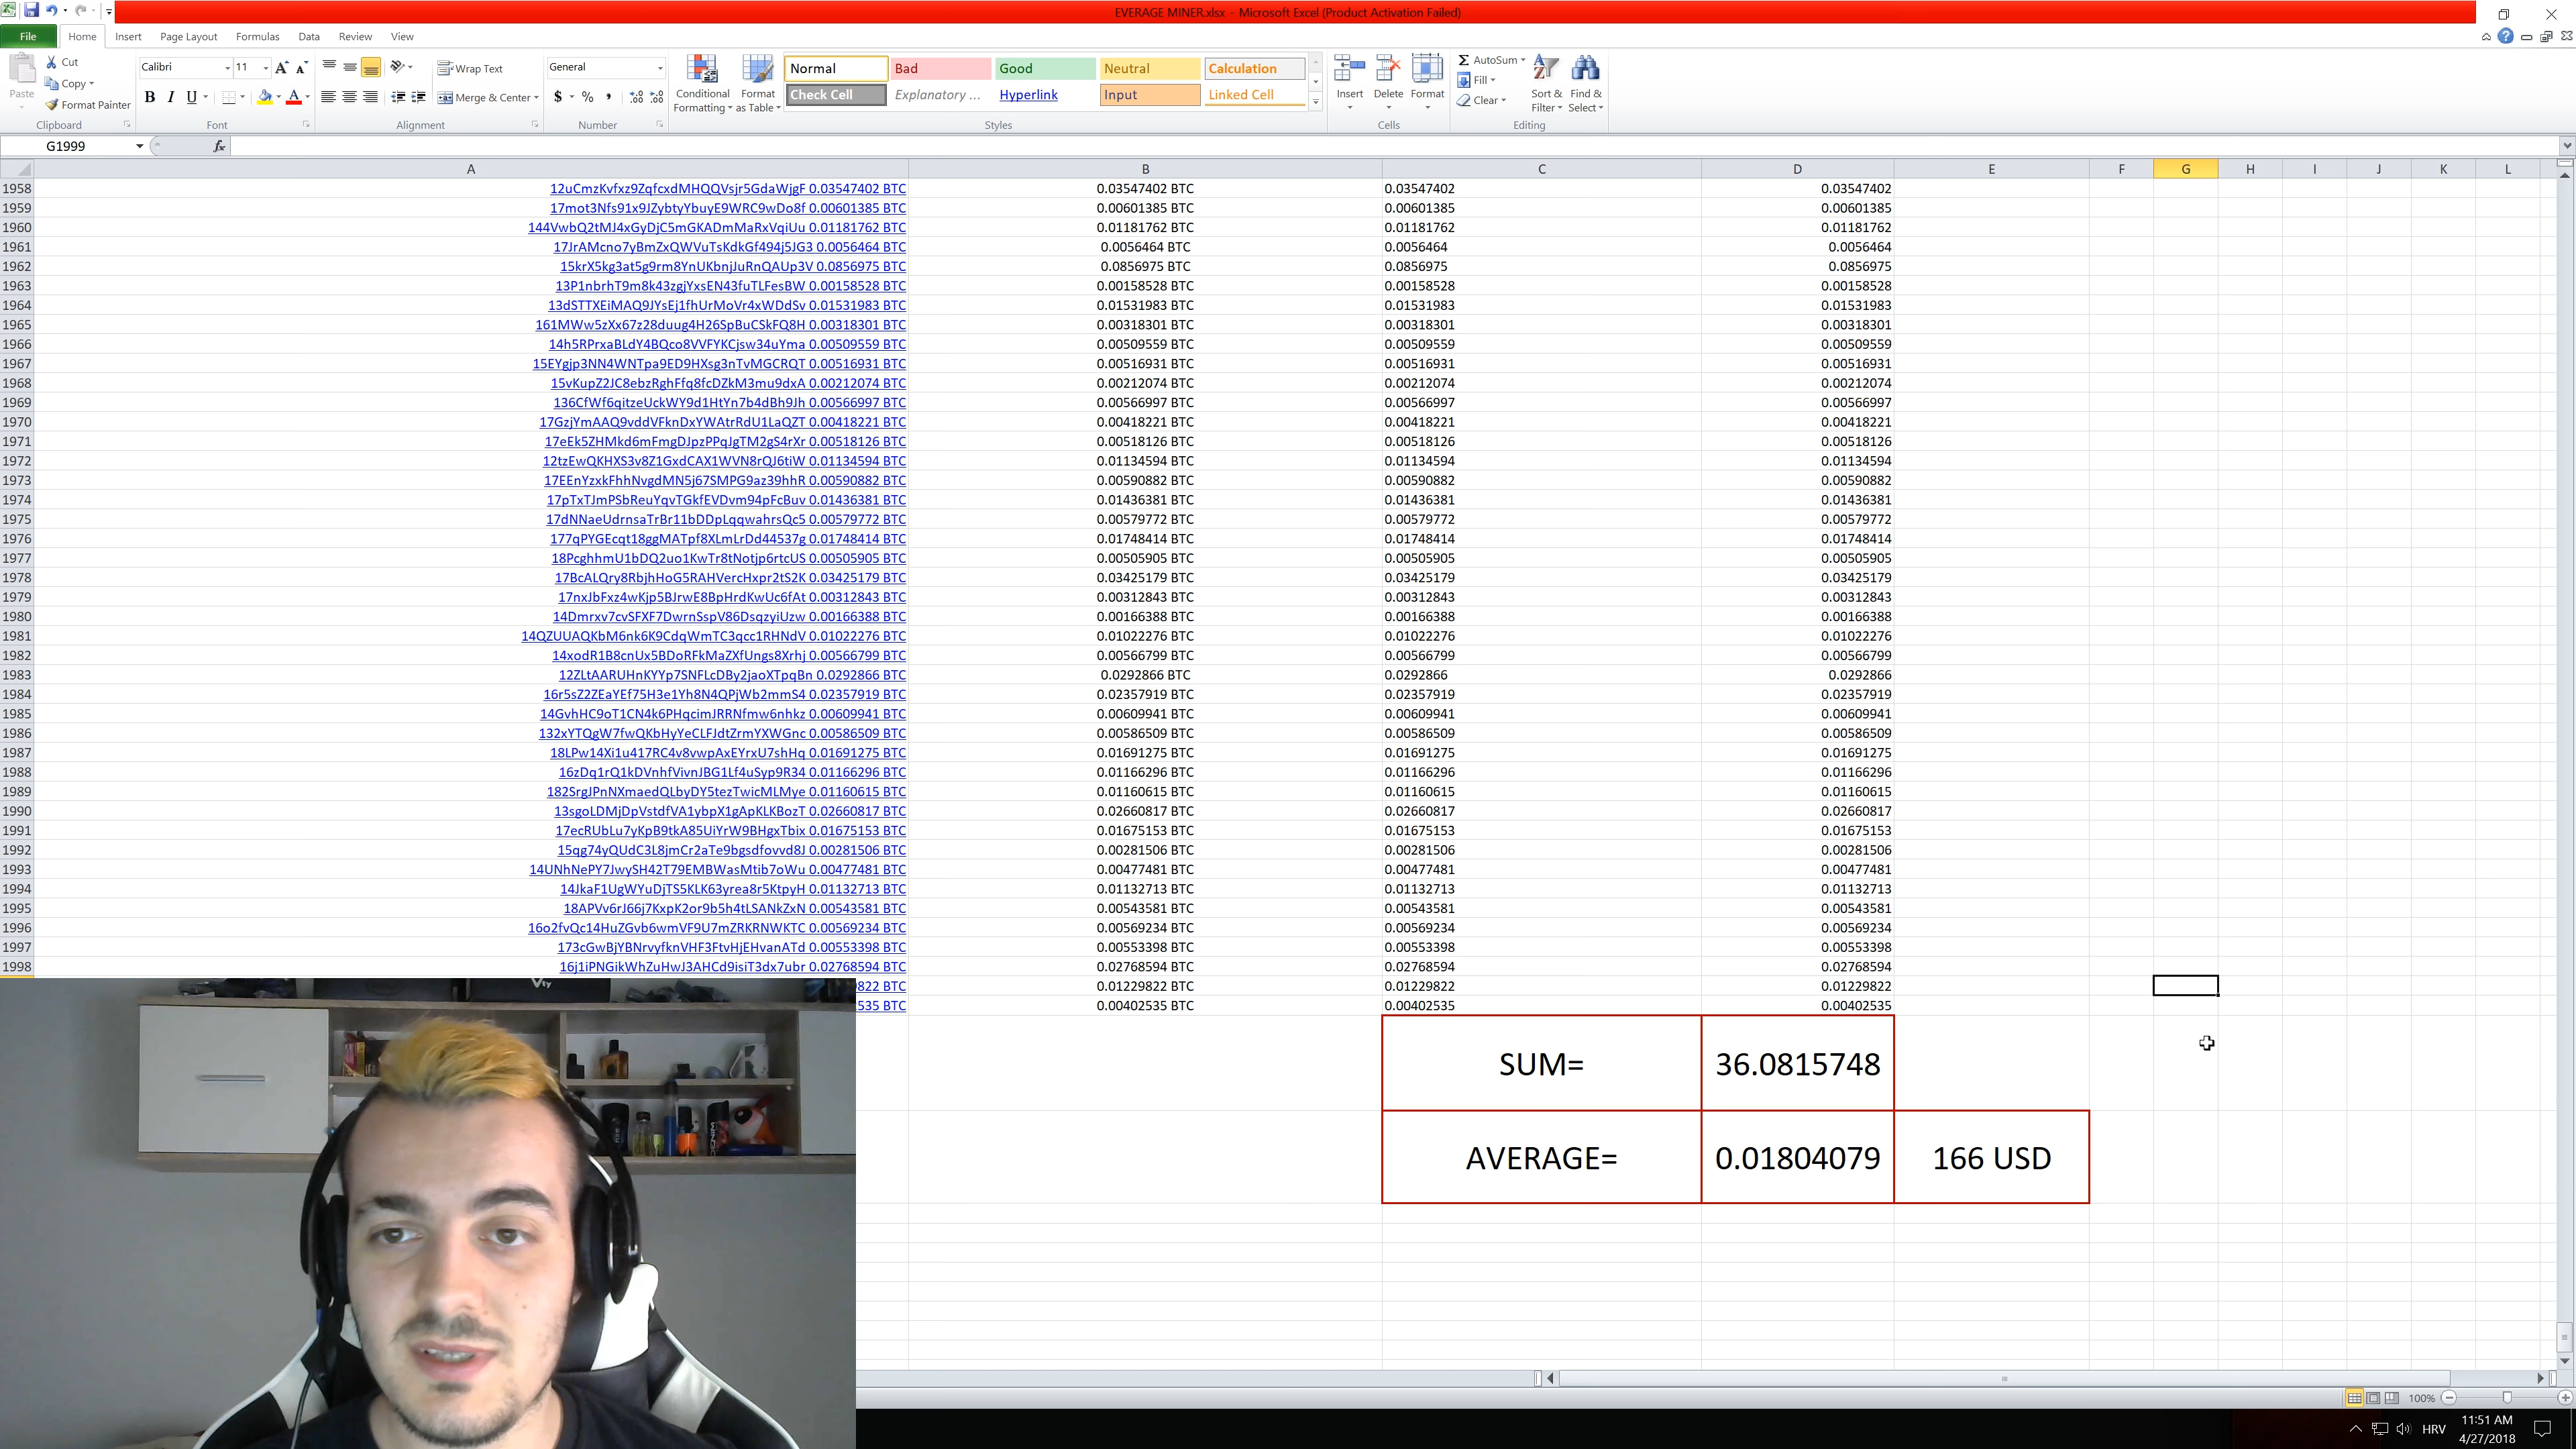 EVERAGE MINER.xlsx - Microsoft Excel (Product Activation Failed)
File Home Insert Page Layout Formulas Data Review View
Cut Calibri 11 Wrap Text General Normal Bad Good Neutral Calculation AutoSum
Paste Copy Conditional Formatting Format as Table Insert Delete Format Fill Sort & Filter Find & Select
Format Painter B I U Merge & Center $ % , Check Cell Explanatory ... Hyperlink Input Linked Cell Clear
Clipboard Font Alignment Number Styles Cells Editing
G1999 fx
A B C D E F G H I J K L
1958 12uCmzKvfxz9ZqfcxdMHQQVsjr5GdaWjgF 0.03547402 BTC 0.03547402 BTC 0.03547402 0.03547402
1959 17mot3Nfs91x9JZybtyYbuyE9WRC9wDo8f 0.00601385 BTC 0.00601385 BTC 0.00601385 0.00601385
1960 144VwbQ2tMJ4xGyDjC5mGKADmMaRxVqiUu 0.01181762 BTC 0.01181762 BTC 0.01181762 0.01181762
1961 17JrAMcno7yBmZxQWVuTsKdkGf494j5JG3 0.0056464 BTC 0.0056464 BTC 0.0056464 0.0056464
1962 15krX5kg3at5g9rm8YnUKbnjJuRnQAUp3V 0.0856975 BTC 0.0856975 BTC 0.0856975 0.0856975
1963 13P1nbrhT9m8k43zgjYxsEN43fuTLFesBW 0.00158528 BTC 0.00158528 BTC 0.00158528 0.00158528
1964 13dSTTXEiMAQ9JYsEj1fhUrMoVr4xWDdSv 0.01531983 BTC 0.01531983 BTC 0.01531983 0.01531983
1965 161MWw5zXx67z28duug4H26SpBuCSkFQ8H 0.00318301 BTC 0.00318301 BTC 0.00318301 0.00318301
1966 14h5RPrxaBLdY4BQco8VVFYKCjsw34uYma 0.00509559 BTC 0.00509559 BTC 0.00509559 0.00509559
1967 15EYgjp3NN4WNTpa9ED9HXsg3nTvMGCRQT 0.00516931 BTC 0.00516931 BTC 0.00516931 0.00516931
1968 15vKupZ2JC8ebzRghFfq8fcDZkM3mu9dxA 0.00212074 BTC 0.00212074 BTC 0.00212074 0.00212074
1969 136CfWf6qitzeUckWY9d1HtYn7b4dBh9Jh 0.00566997 BTC 0.00566997 BTC 0.00566997 0.00566997
1970 17GzjYmAAQ9vddVFknDxYWAtrRdU1LaQZT 0.00418221 BTC 0.00418221 BTC 0.00418221 0.00418221
1971 17eEk5ZHMkd6mFmgDJpzPPqJgTM2gS4rXr 0.00518126 BTC 0.00518126 BTC 0.00518126 0.00518126
1972 12tzEwQKHXS3v8Z1GxdCAX1WVN8rQJ6tiW 0.01134594 BTC 0.01134594 BTC 0.01134594 0.01134594
1973 17EEnYzxkFhhNvgdMN5j67SMPG9az39hhR 0.00590882 BTC 0.00590882 BTC 0.00590882 0.00590882
1974 17pTxTJmPSbReuYqvTGkfEVDvm94pFcBuv 0.01436381 BTC 0.01436381 BTC 0.01436381 0.01436381
1975 17dNNaeUdrnsaTrBr11bDDpLqqwahrsQc5 0.00579772 BTC 0.00579772 BTC 0.00579772 0.00579772
1976 177qPYGEcqt18ggMATpf8XLmLrDd44537g 0.01748414 BTC 0.01748414 BTC 0.01748414 0.01748414
1977 18PcghhmU1bDQ2uo1KwTr8tNotjp6rtcUS 0.00505905 BTC 0.00505905 BTC 0.00505905 0.00505905
1978 17BcALQry8RbjhHoG5RAHVercHxpr2tS2K 0.03425179 BTC 0.03425179 BTC 0.03425179 0.03425179
1979 17nxJbFxz4wKjp5BJrwE8BpHrdKwUc6fAt 0.00312843 BTC 0.00312843 BTC 0.00312843 0.00312843
1980 14Dmrxv7cvSFXF7DwrnSspV86DsqzyiUzw 0.00166388 BTC 0.00166388 BTC 0.00166388 0.00166388
1981 14QZUUAQKbM6nk6K9CdqWmTC3qcc1RHNdV 0.01022276 BTC 0.01022276 BTC 0.01022276 0.01022276
1982 14xodR1B8cnUx5BDoRFkMaZXfUngs8Xrhj 0.00566799 BTC 0.00566799 BTC 0.00566799 0.00566799
1983 12ZLtAARUHnKYYp7SNFLcDBy2jaoXTpqBn 0.0292866 BTC 0.0292866 BTC 0.0292866 0.0292866
1984 16r5sZ2ZEaYEf75H3e1Yh8N4QPjWb2mmS4 0.02357919 BTC 0.02357919 BTC 0.02357919 0.02357919
1985 14GvhHC9oT1CN4k6PHqcimJRRNfmw6nhkz 0.00609941 BTC 0.00609941 BTC 0.00609941 0.00609941
1986 132xYTQgW7fwQKbHyYeCLFJdtZrmYXWGnc 0.00586509 BTC 0.00586509 BTC 0.00586509 0.00586509
1987 18LPw14Xi1u417RC4v8vwpAxEYrxU7shHq 0.01691275 BTC 0.01691275 BTC 0.01691275 0.01691275
1988 16zDq1rQ1kDVnhfVivnJBG1Lf4uSyp9R34 0.01166296 BTC 0.01166296 BTC 0.01166296 0.01166296
1989 182SrgJPnNXmaedQLbyDY5tezTwicMLMye 0.01160615 BTC 0.01160615 BTC 0.01160615 0.01160615
1990 13sgoLDMjDpVstdfVA1ybpX1gApKLKBozT 0.02660817 BTC 0.02660817 BTC 0.02660817 0.02660817
1991 17ecRUbLu7yKpB9tkA85UiYrW9BHgxTbix 0.01675153 BTC 0.01675153 BTC 0.01675153 0.01675153
1992 15qg74yQUdC3L8jmCr2aTe9bgsdfovvd8J 0.00281506 BTC 0.00281506 BTC 0.00281506 0.00281506
1993 14UNhNePY7JwySH42T79EMBWasMtib7oWu 0.00477481 BTC 0.00477481 BTC 0.00477481 0.00477481
1994 14JkaF1UgWYuDjTS5KLK63yrea8r5KtpyH 0.01132713 BTC 0.01132713 BTC 0.01132713 0.01132713
1995 18APVv6rJ66j7KxpK2or9b5h4tLSANkZxN 0.00543581 BTC 0.00543581 BTC 0.00543581 0.00543581
1996 16o2fvQc14HuZGvb6wmVF9U7mZRKRNWKTC 0.00569234 BTC 0.00569234 BTC 0.00569234 0.00569234
1997 173cGwBjYBNrvyfknVHF3FtvHjEHvanATd 0.00553398 BTC 0.00553398 BTC 0.00553398 0.00553398
1998 16j1iPNGikWhZuHwJ3AHCd9isiT3dx7ubr 0.02768594 BTC 0.02768594 BTC 0.02768594 0.02768594
9822 BTC 0.01229822 BTC 0.01229822 0.01229822
535 BTC 0.00402535 BTC 0.00402535 0.00402535
SUM= 36.0815748
AVERAGE= 0.01804079 166 USD
100%
HRV 11:51 AM
4/27/2018